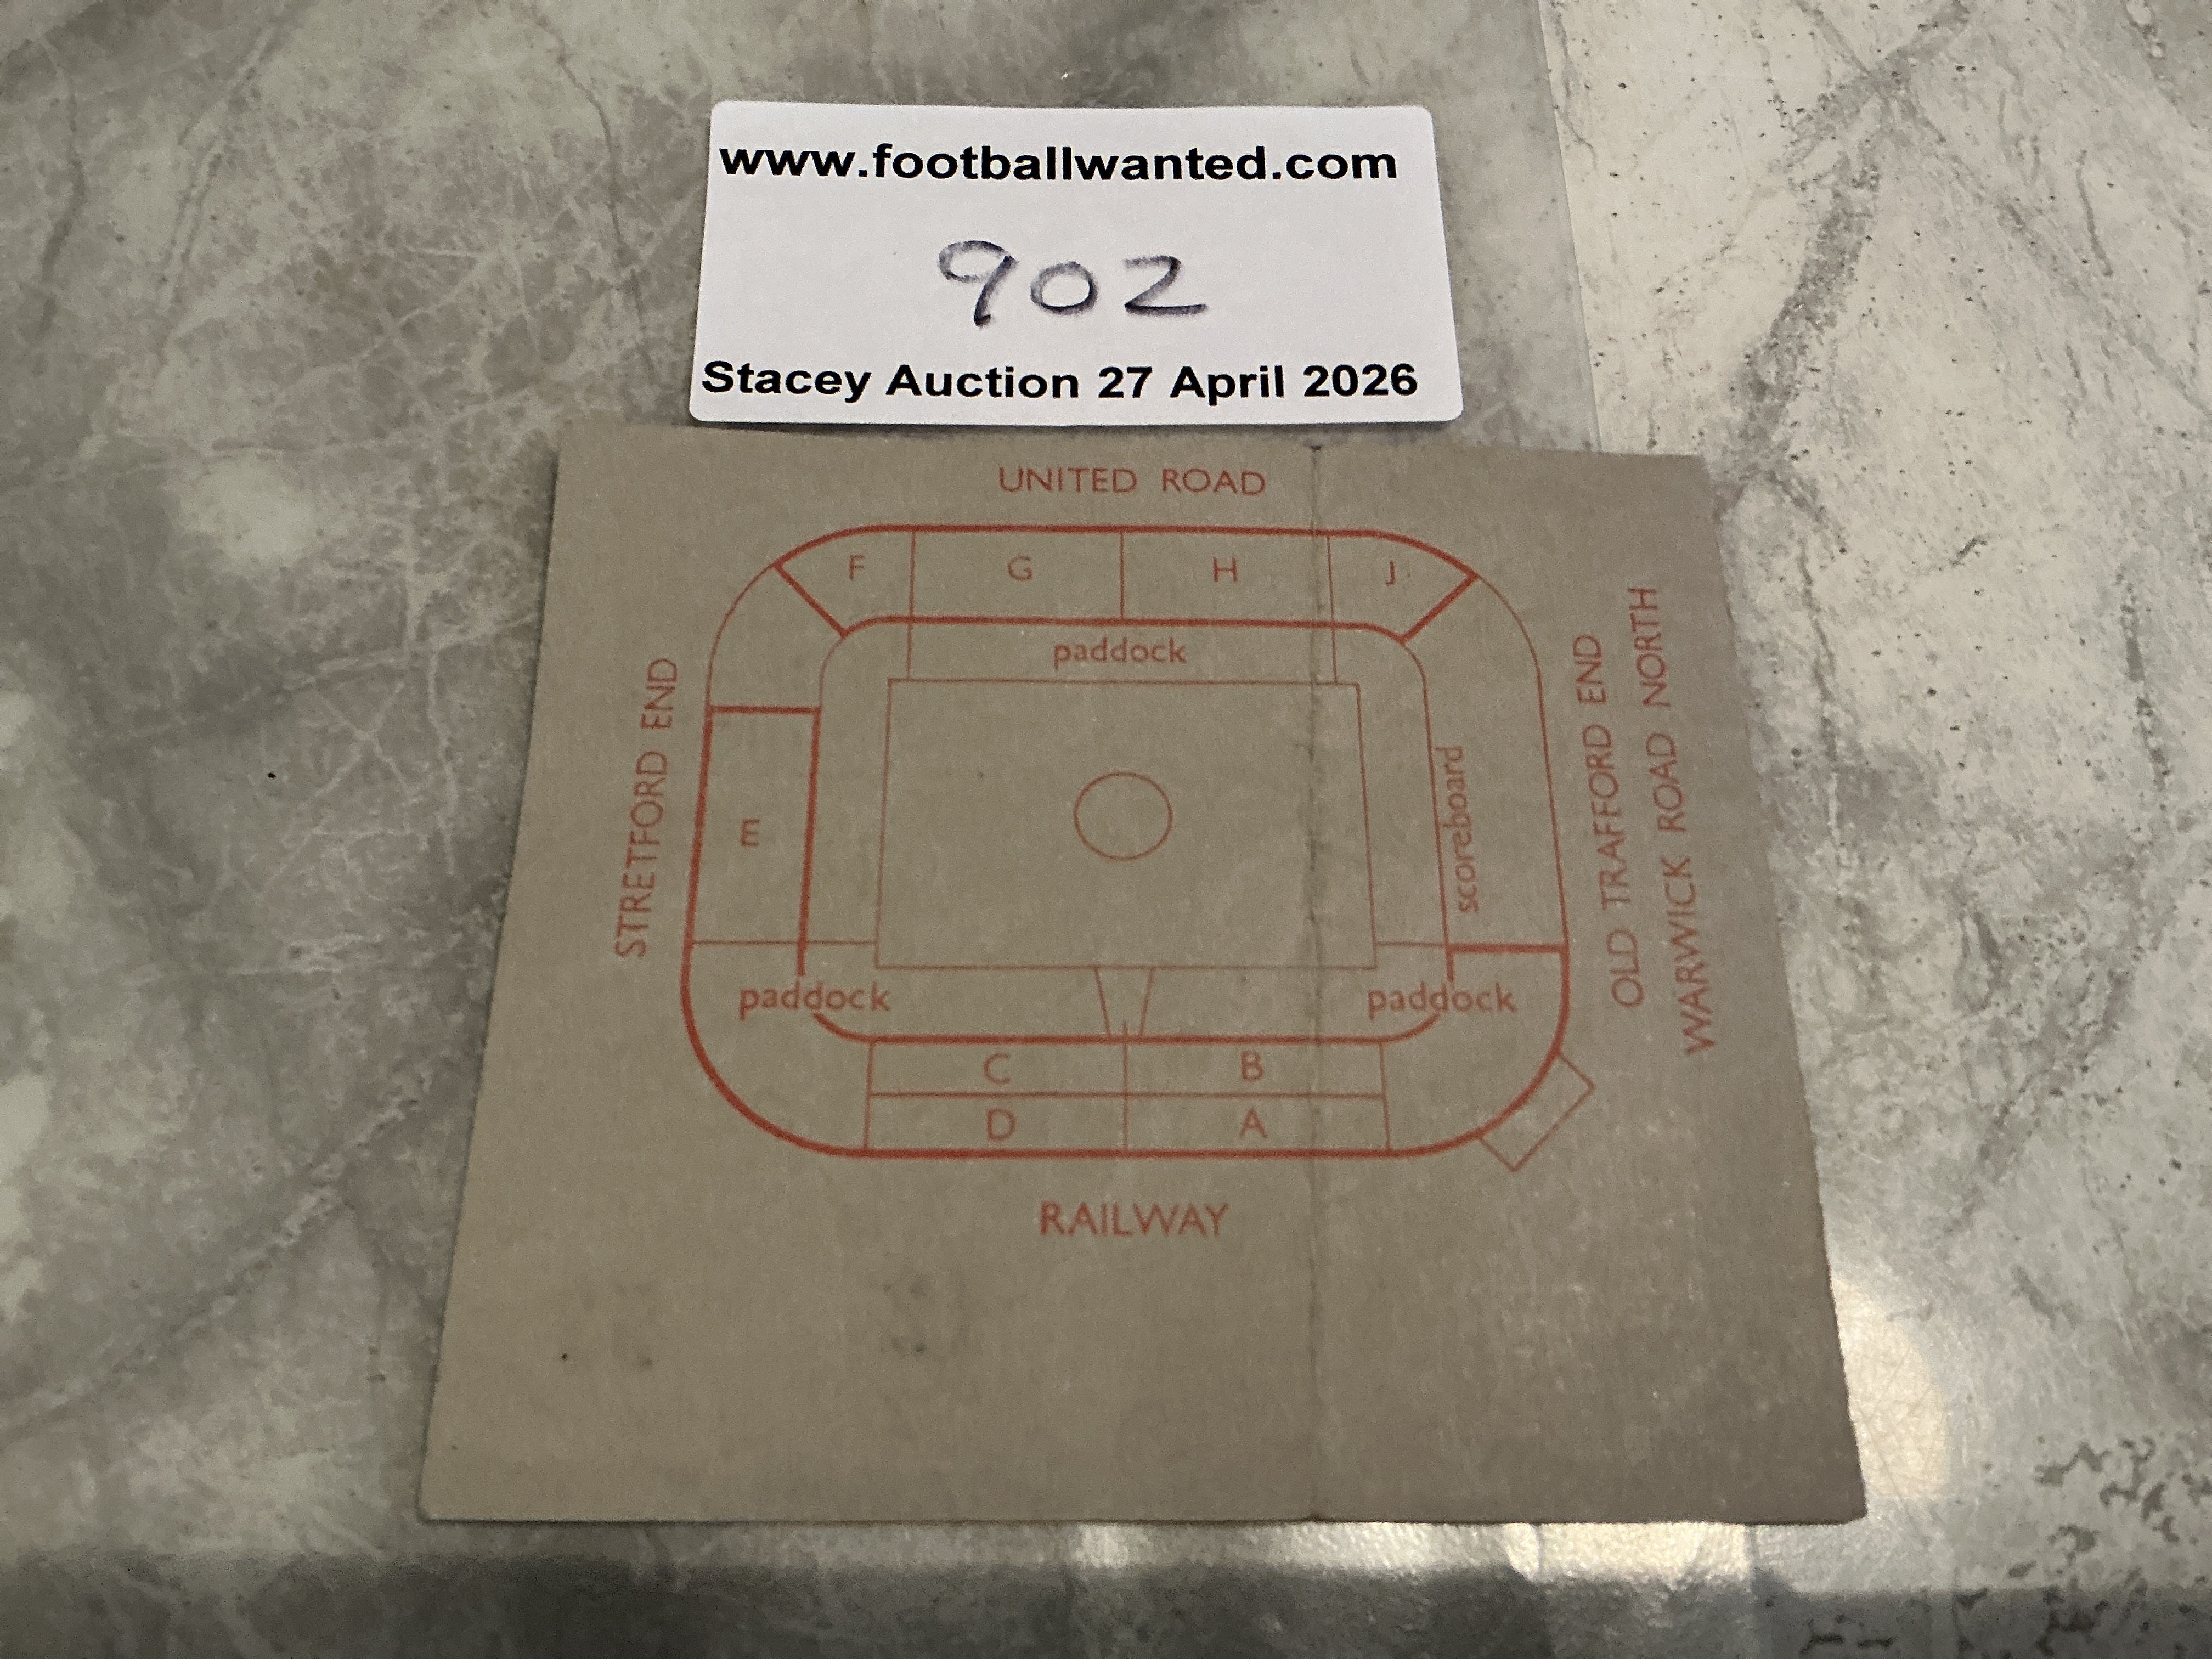 www.footballwanted.com
902
Stacey Auction 27 April 2026
UNITED ROAD
F G H J
paddock
STRETFORD END
E
scoreboard
OLD TRAFFORD END
WARWICK ROAD NORTH
paddock paddock
C B
D A
RAILWAY